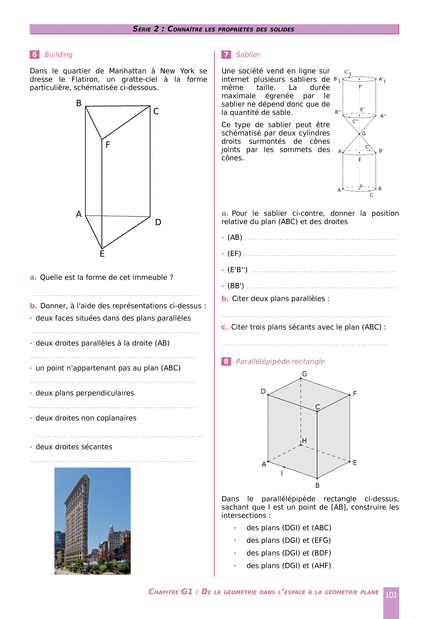 SÉRIE 2 : CONNAÎTRE LES PROPRIÉTÉS DES SOLIDES
6 Building
Dans le quartier de Manhattan à New York se
dresse le Flatiron, un gratte-ciel à la forme
particulière, schématisée ci-dessous.
B
C
F
A
D
E
a. Quelle est la forme de cet immeuble ?
b. Donner, à l'aide des représentations ci-dessus :
• deux faces situées dans des plans parallèles
• deux droites parallèles à la droite (AB)
• un point n'appartenant pas au plan (ABC)
• deux plans perpendiculaires
• deux droites non coplanaires
• deux droites sécantes
7 Sablier
Une société vend en ligne sur
internet plusieurs sabliers de
même taille. La durée
maximale égrenée par le
sablier ne dépend donc que de
la quantité de sable.
Ce type de sablier peut être
schématisé par deux cylindres
droits surmontés de cônes
joints par les sommets des
cônes.
C'1
B'1
A'1
F'
E'
B"
A"
C"
G
C'
A'
B'
E
F
A
B
C
a. Pour le sablier ci-contre, donner la position
relative du plan (ABC) et des droites
• (AB)
• (EF)
• (E'B")
• (BB')
b. Citer deux plans parallèles :
c. Citer trois plans sécants avec le plan (ABC) :
8 Parallélépipède rectangle
G
D
F
C
H
A
E
I
B
Dans le parallélépipède rectangle ci-dessus,
sachant que I est un point de [AB], construire les
intersections :
• des plans (DGI) et (ABC)
• des plans (DGI) et (EFG)
• des plans (DGI) et (BDF)
• des plans (DGI) et (AHF)
CHAPITRE G1 : DE LA GÉOMÉTRIE DANS L'ESPACE À LA GÉOMÉTRIE PLANE
101